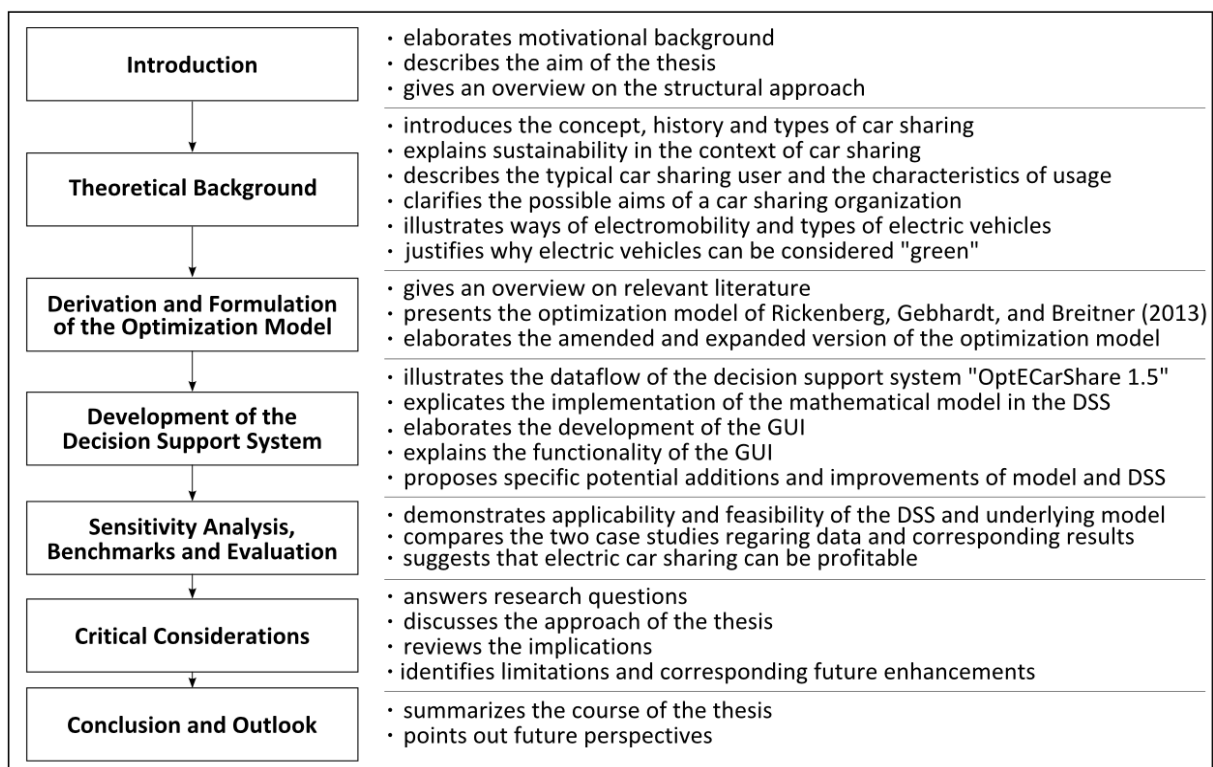 Introduction
· elaborates motivational background
· describes the aim of the thesis
· gives an overview on the structural approach
Theoretical Background
· introduces the concept, history and types of car sharing
· explains sustainability in the context of car sharing
· describes the typical car sharing user and the characteristics of usage
· clarifies the possible aims of a car sharing organization
· illustrates ways of electromobility and types of electric vehicles
· justifies why electric vehicles can be considered "green"
Derivation and Formulation
of the Optimization Model
· gives an overview on relevant literature
· presents the optimization model of Rickenberg, Gebhardt, and Breitner (2013)
· elaborates the amended and expanded version of the optimization model
Development of the
Decision Support System
· illustrates the dataflow of the decision support system "OptECarShare 1.5"
· explicates the implementation of the mathematical model in the DSS
· elaborates the development of the GUI
· explains the functionality of the GUI
· proposes specific potential additions and improvements of model and DSS
Sensitivity Analysis,
Benchmarks and Evaluation
· demonstrates applicability and feasibility of the DSS and underlying model
· compares the two case studies regaring data and corresponding results
· suggests that electric car sharing can be profitable
Critical Considerations
· answers research questions
· discusses the approach of the thesis
· reviews the implications
· identifies limitations and corresponding future enhancements
Conclusion and Outlook
· summarizes the course of the thesis
· points out future perspectives